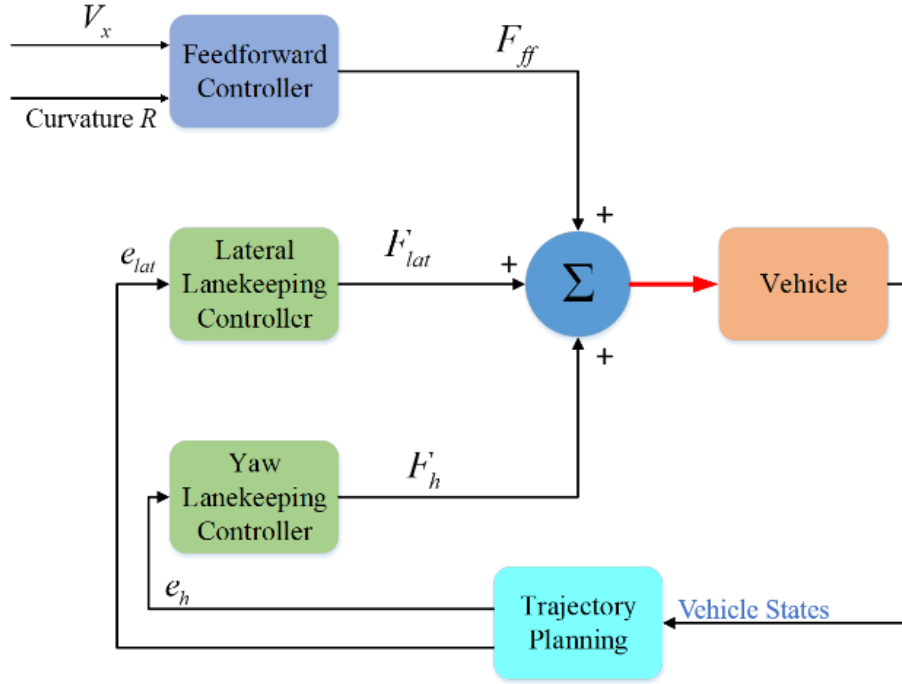 V_x
Feedforward
Controller
Curvature R
F_ff
+
e_lat
Lateral
Lanekeeping
Controller
F_lat
+
Σ
Vehicle
+
Yaw
Lanekeeping
Controller
F_h
e_h
Trajectory
Planning
Vehicle States